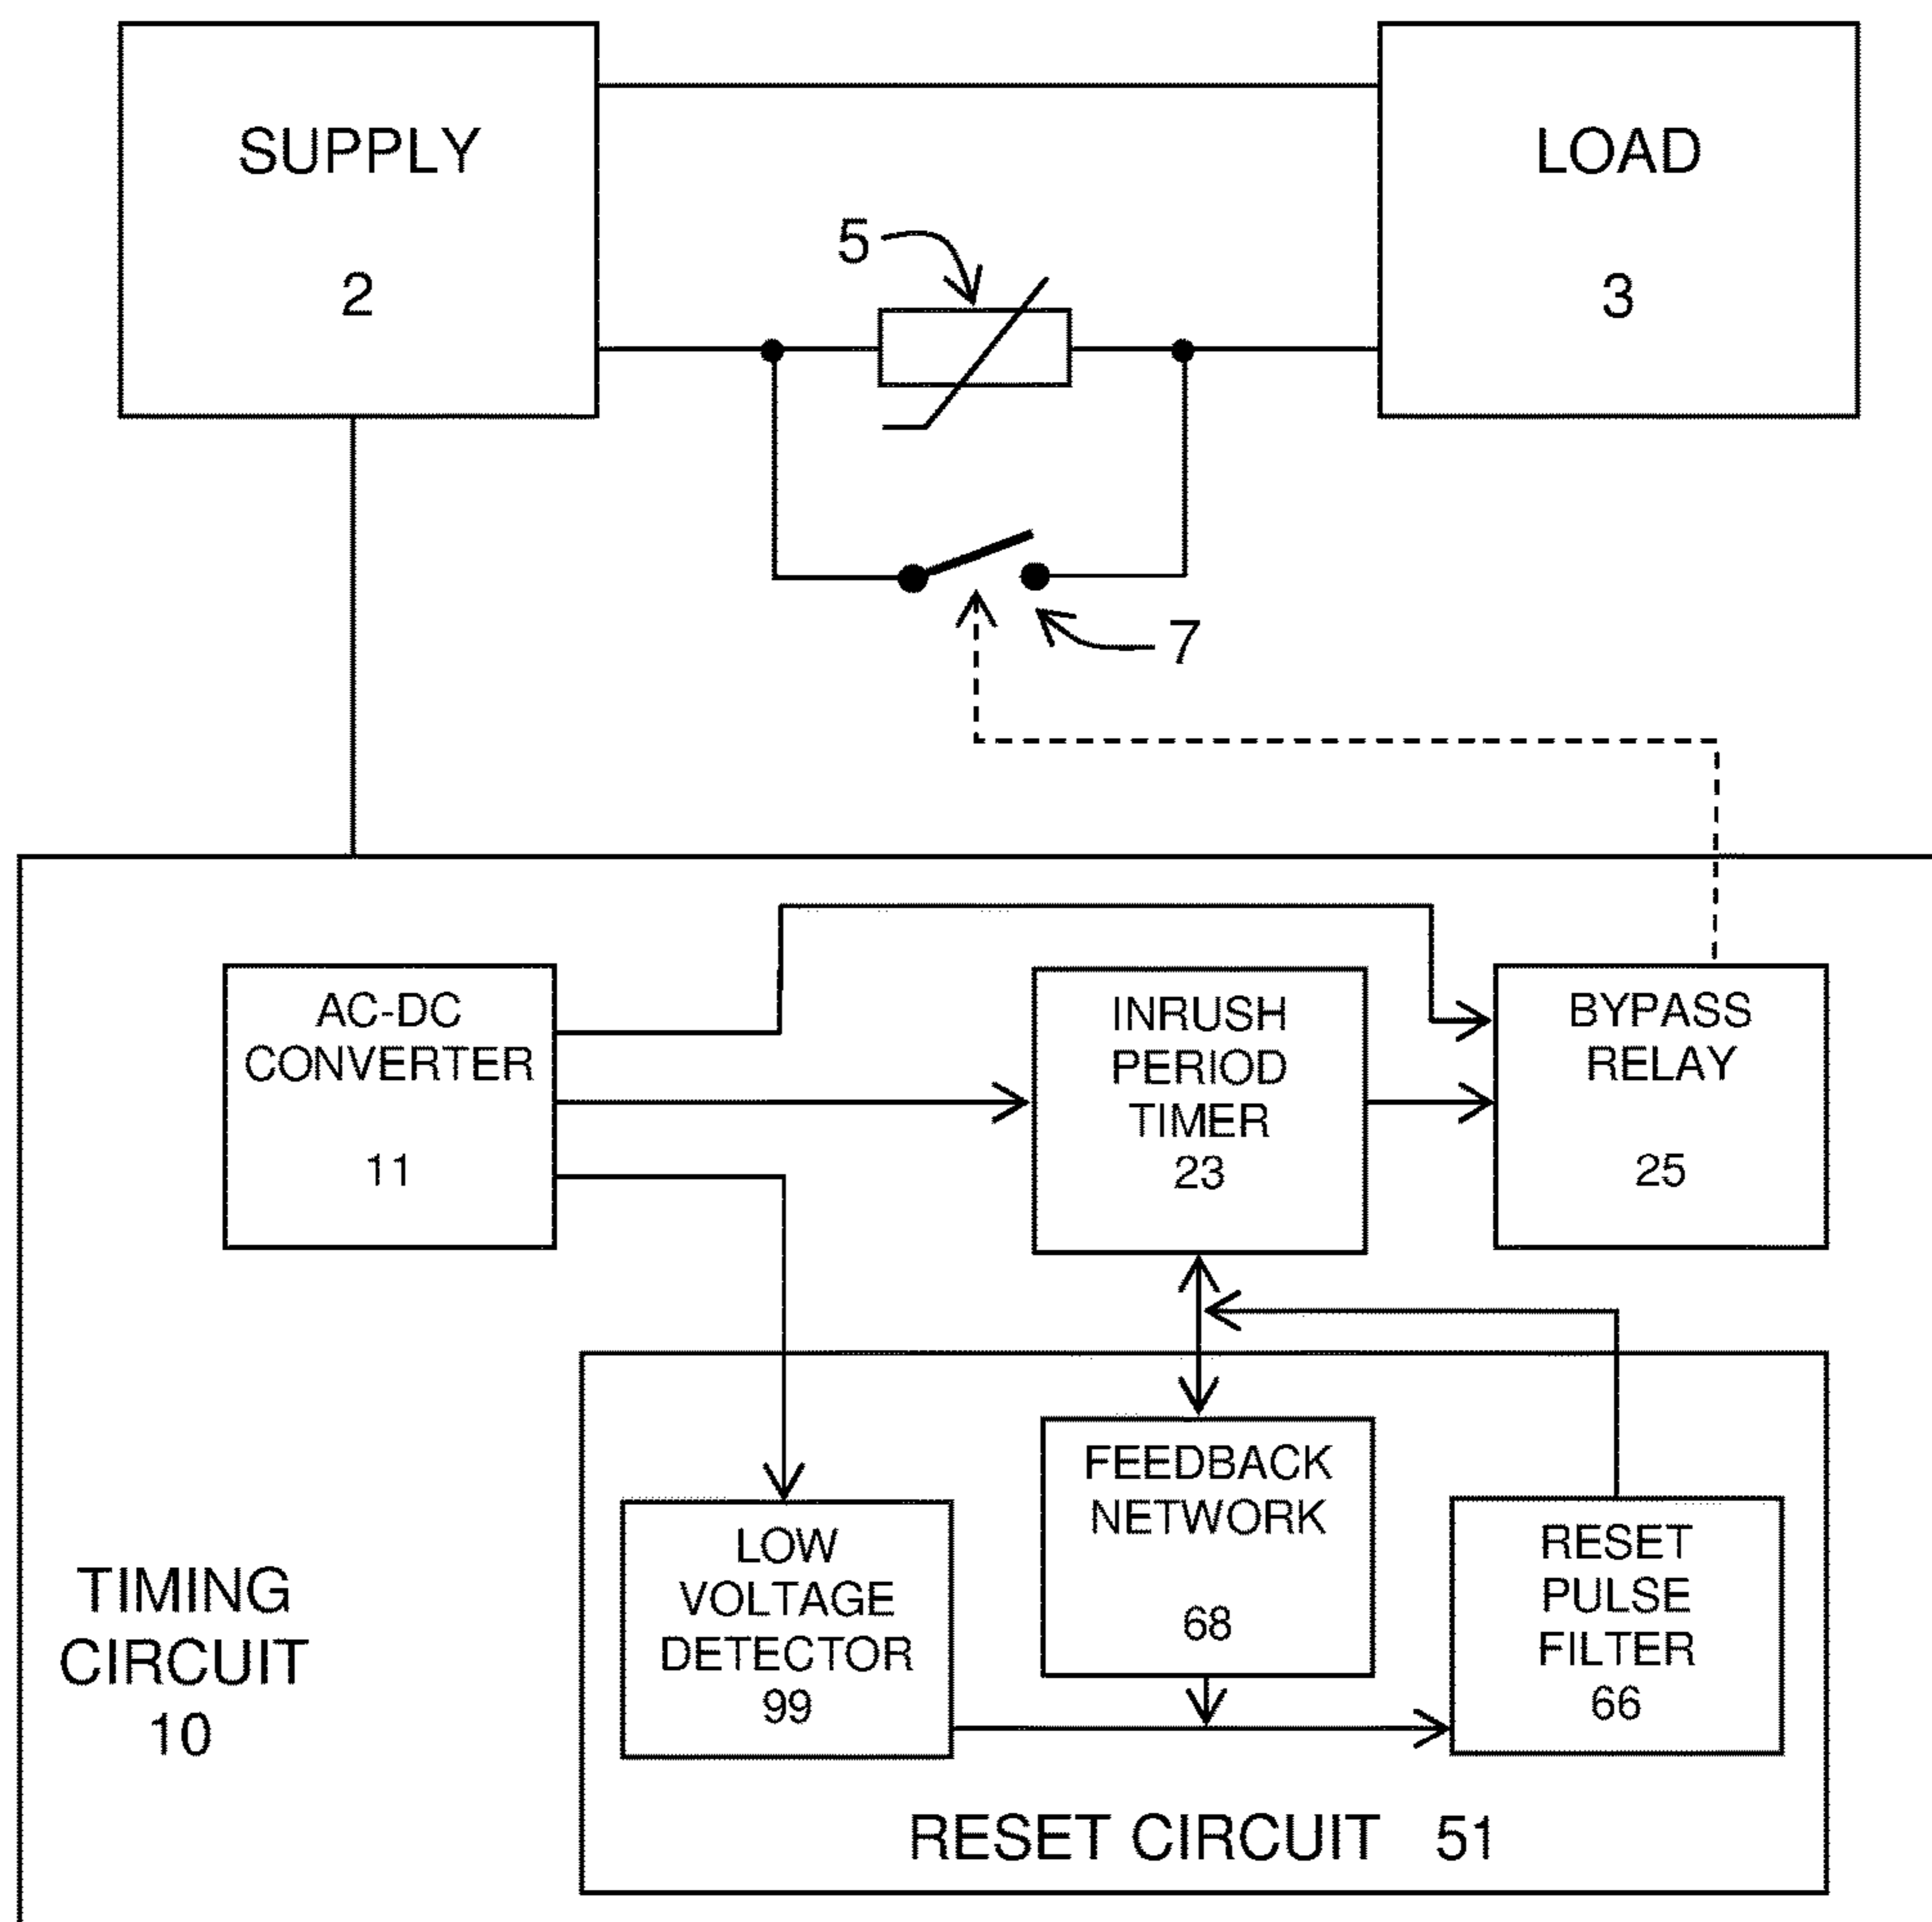 SUPPLY
2
LOAD
3
5
7
AC-DC
CONVERTER
11
INRUSH
PERIOD
TIMER
23
BYPASS
RELAY
25
LOW
VOLTAGE
DETECTOR
99
FEEDBACK
NETWORK
68
RESET
PULSE
FILTER
66
TIMING
CIRCUIT
10
RESET CIRCUIT 51